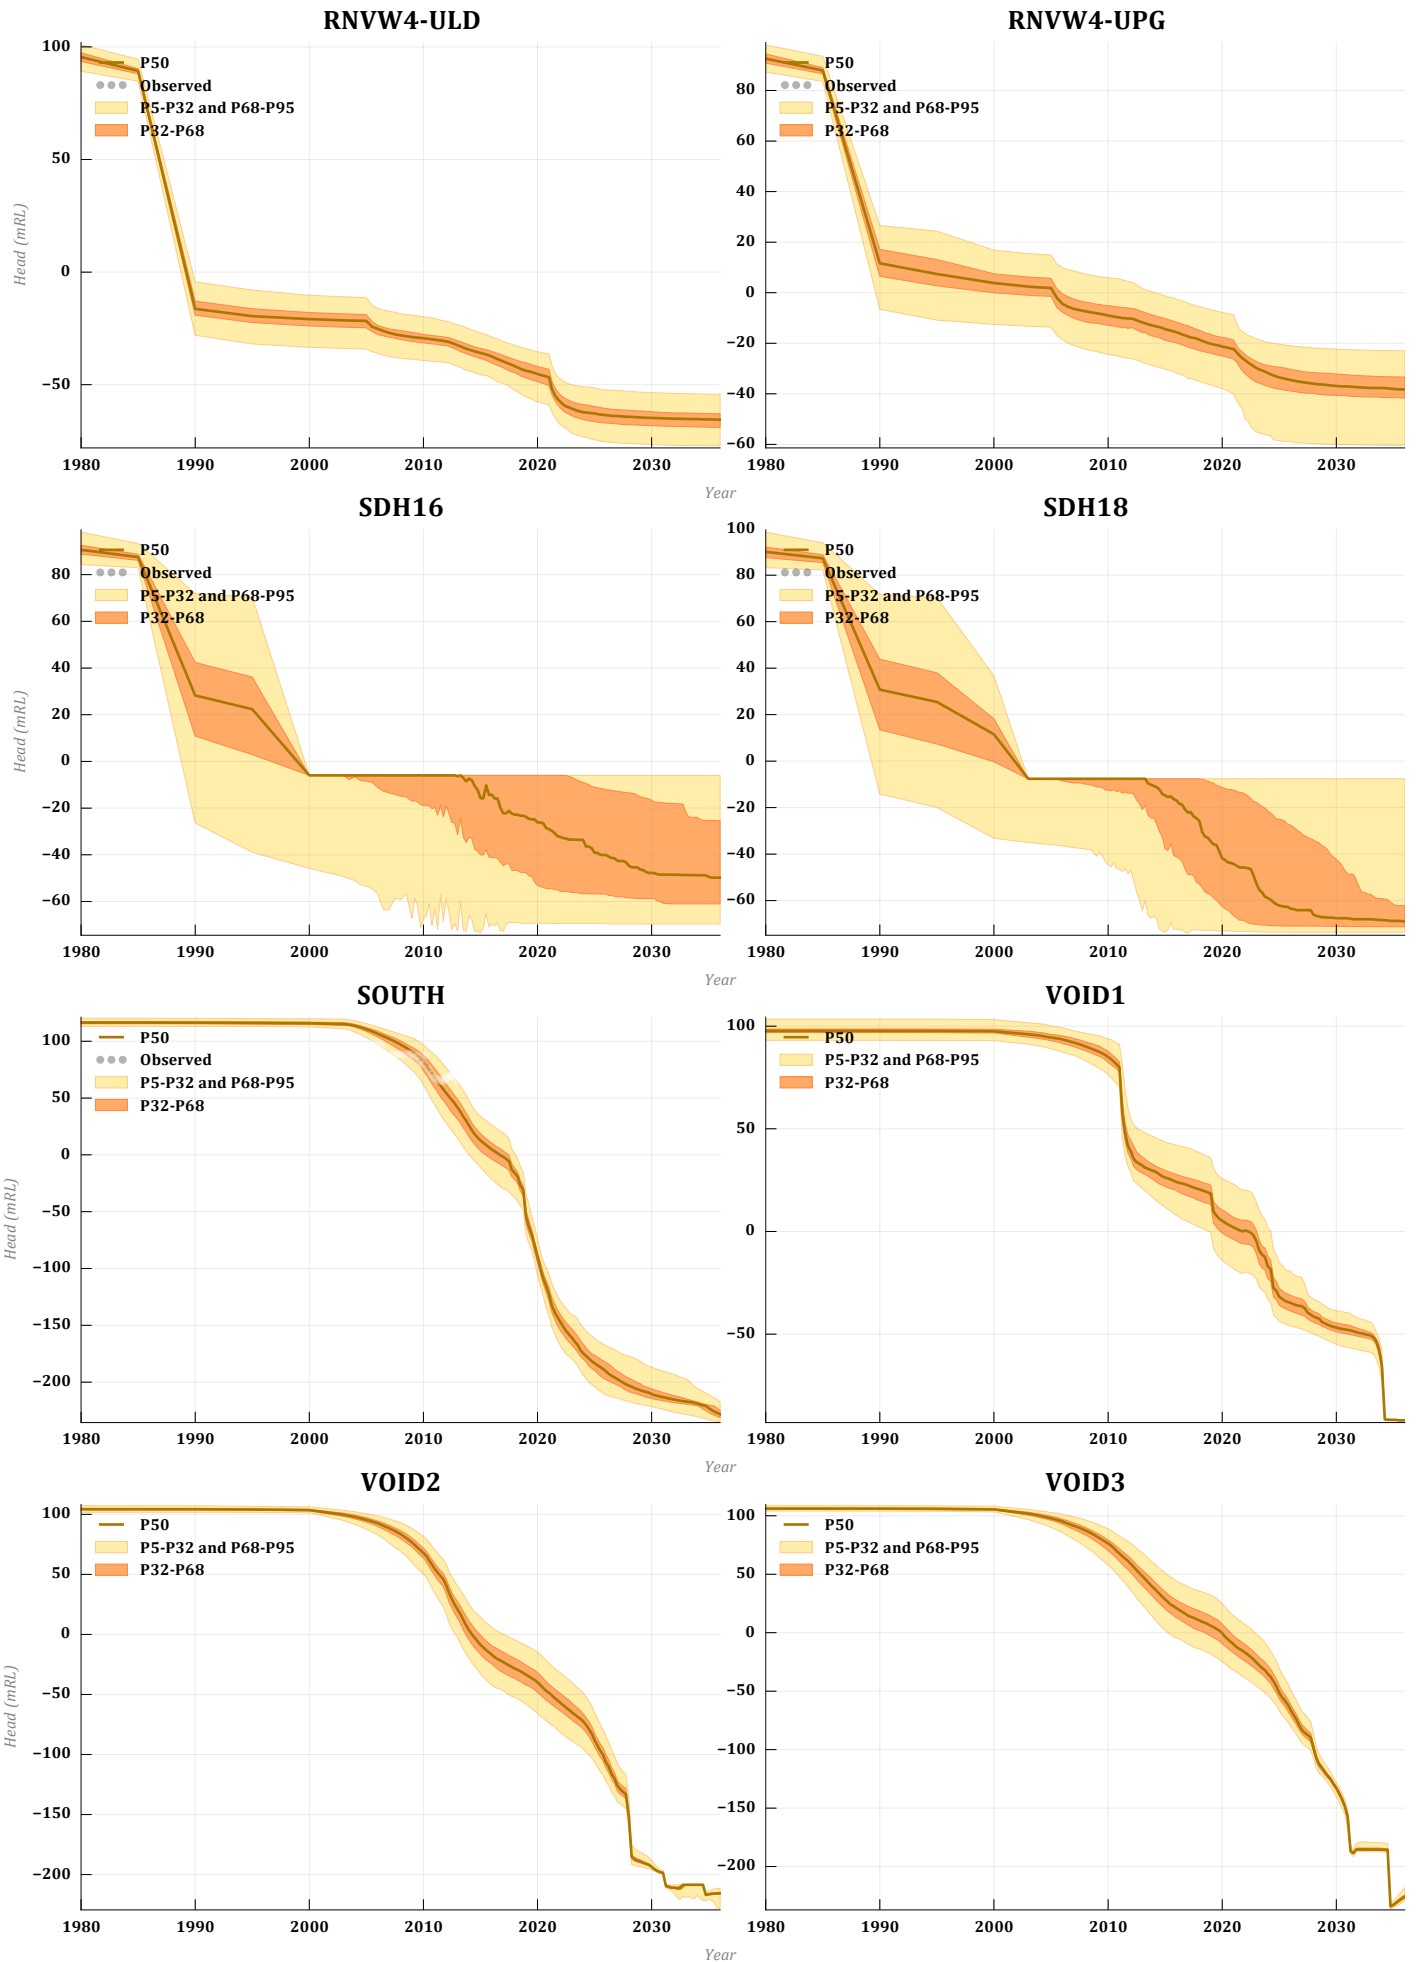 RNVW4-ULD
100
50
0
−50
Head (mRL)
P50
Observed
P5-P32 and P68-P95
P32-P68
1980
1990
2000
2010
2020
2030
RNVW4-UPG
80
60
40
20
0
−20
−40
−60
P50
Observed
P5-P32 and P68-P95
P32-P68
1980
1990
2000
2010
2020
2030
Year
SDH16
80
60
40
20
0
−20
−40
−60
Head (mRL)
P50
Observed
P5-P32 and P68-P95
P32-P68
1980
1990
2000
2010
2020
2030
SDH18
100
80
60
40
20
0
−20
−40
−60
P50
Observed
P5-P32 and P68-P95
P32-P68
1980
1990
2000
2010
2020
2030
Year
SOUTH
100
50
0
−50
−100
−150
−200
Head (mRL)
P50
Observed
P5-P32 and P68-P95
P32-P68
1980
1990
2000
2010
2020
2030
VOID1
100
50
0
−50
P50
P5-P32 and P68-P95
P32-P68
1980
1990
2000
2010
2020
2030
Year
VOID2
100
50
0
−50
−100
−150
−200
Head (mRL)
P50
P5-P32 and P68-P95
P32-P68
1980
1990
2000
2010
2020
2030
VOID3
100
50
0
−50
−100
−150
−200
P50
P5-P32 and P68-P95
P32-P68
1980
1990
2000
2010
2020
2030
Year